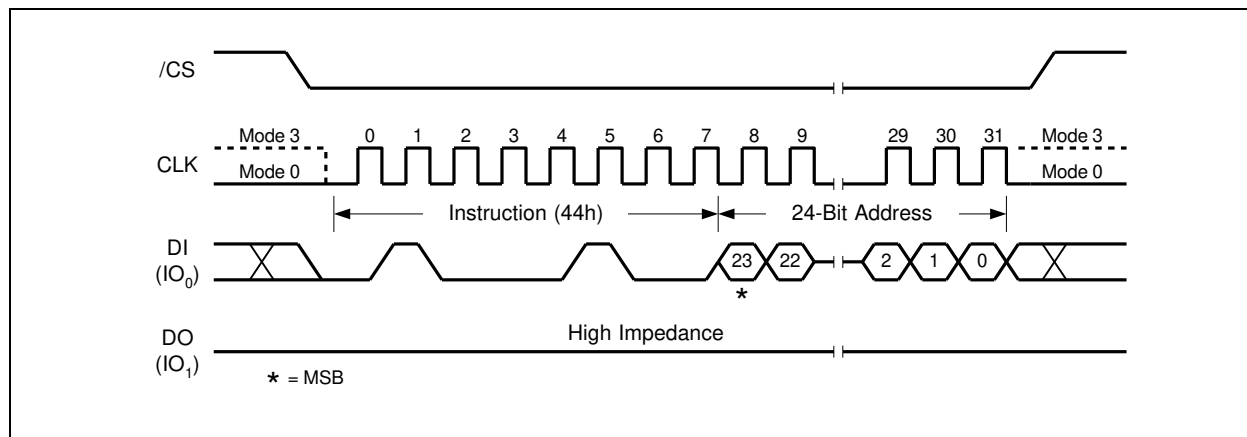 /CS
Mode 3 0 1 2 3 4 5 6 7 8 9 29 30 31 Mode 3
CLK
Mode 0 Mode 0
Instruction (44h) 24-Bit Address
DI
(IO0)
23 22 2 1 0
*
High Impedance
DO
(IO1)
* = MSB